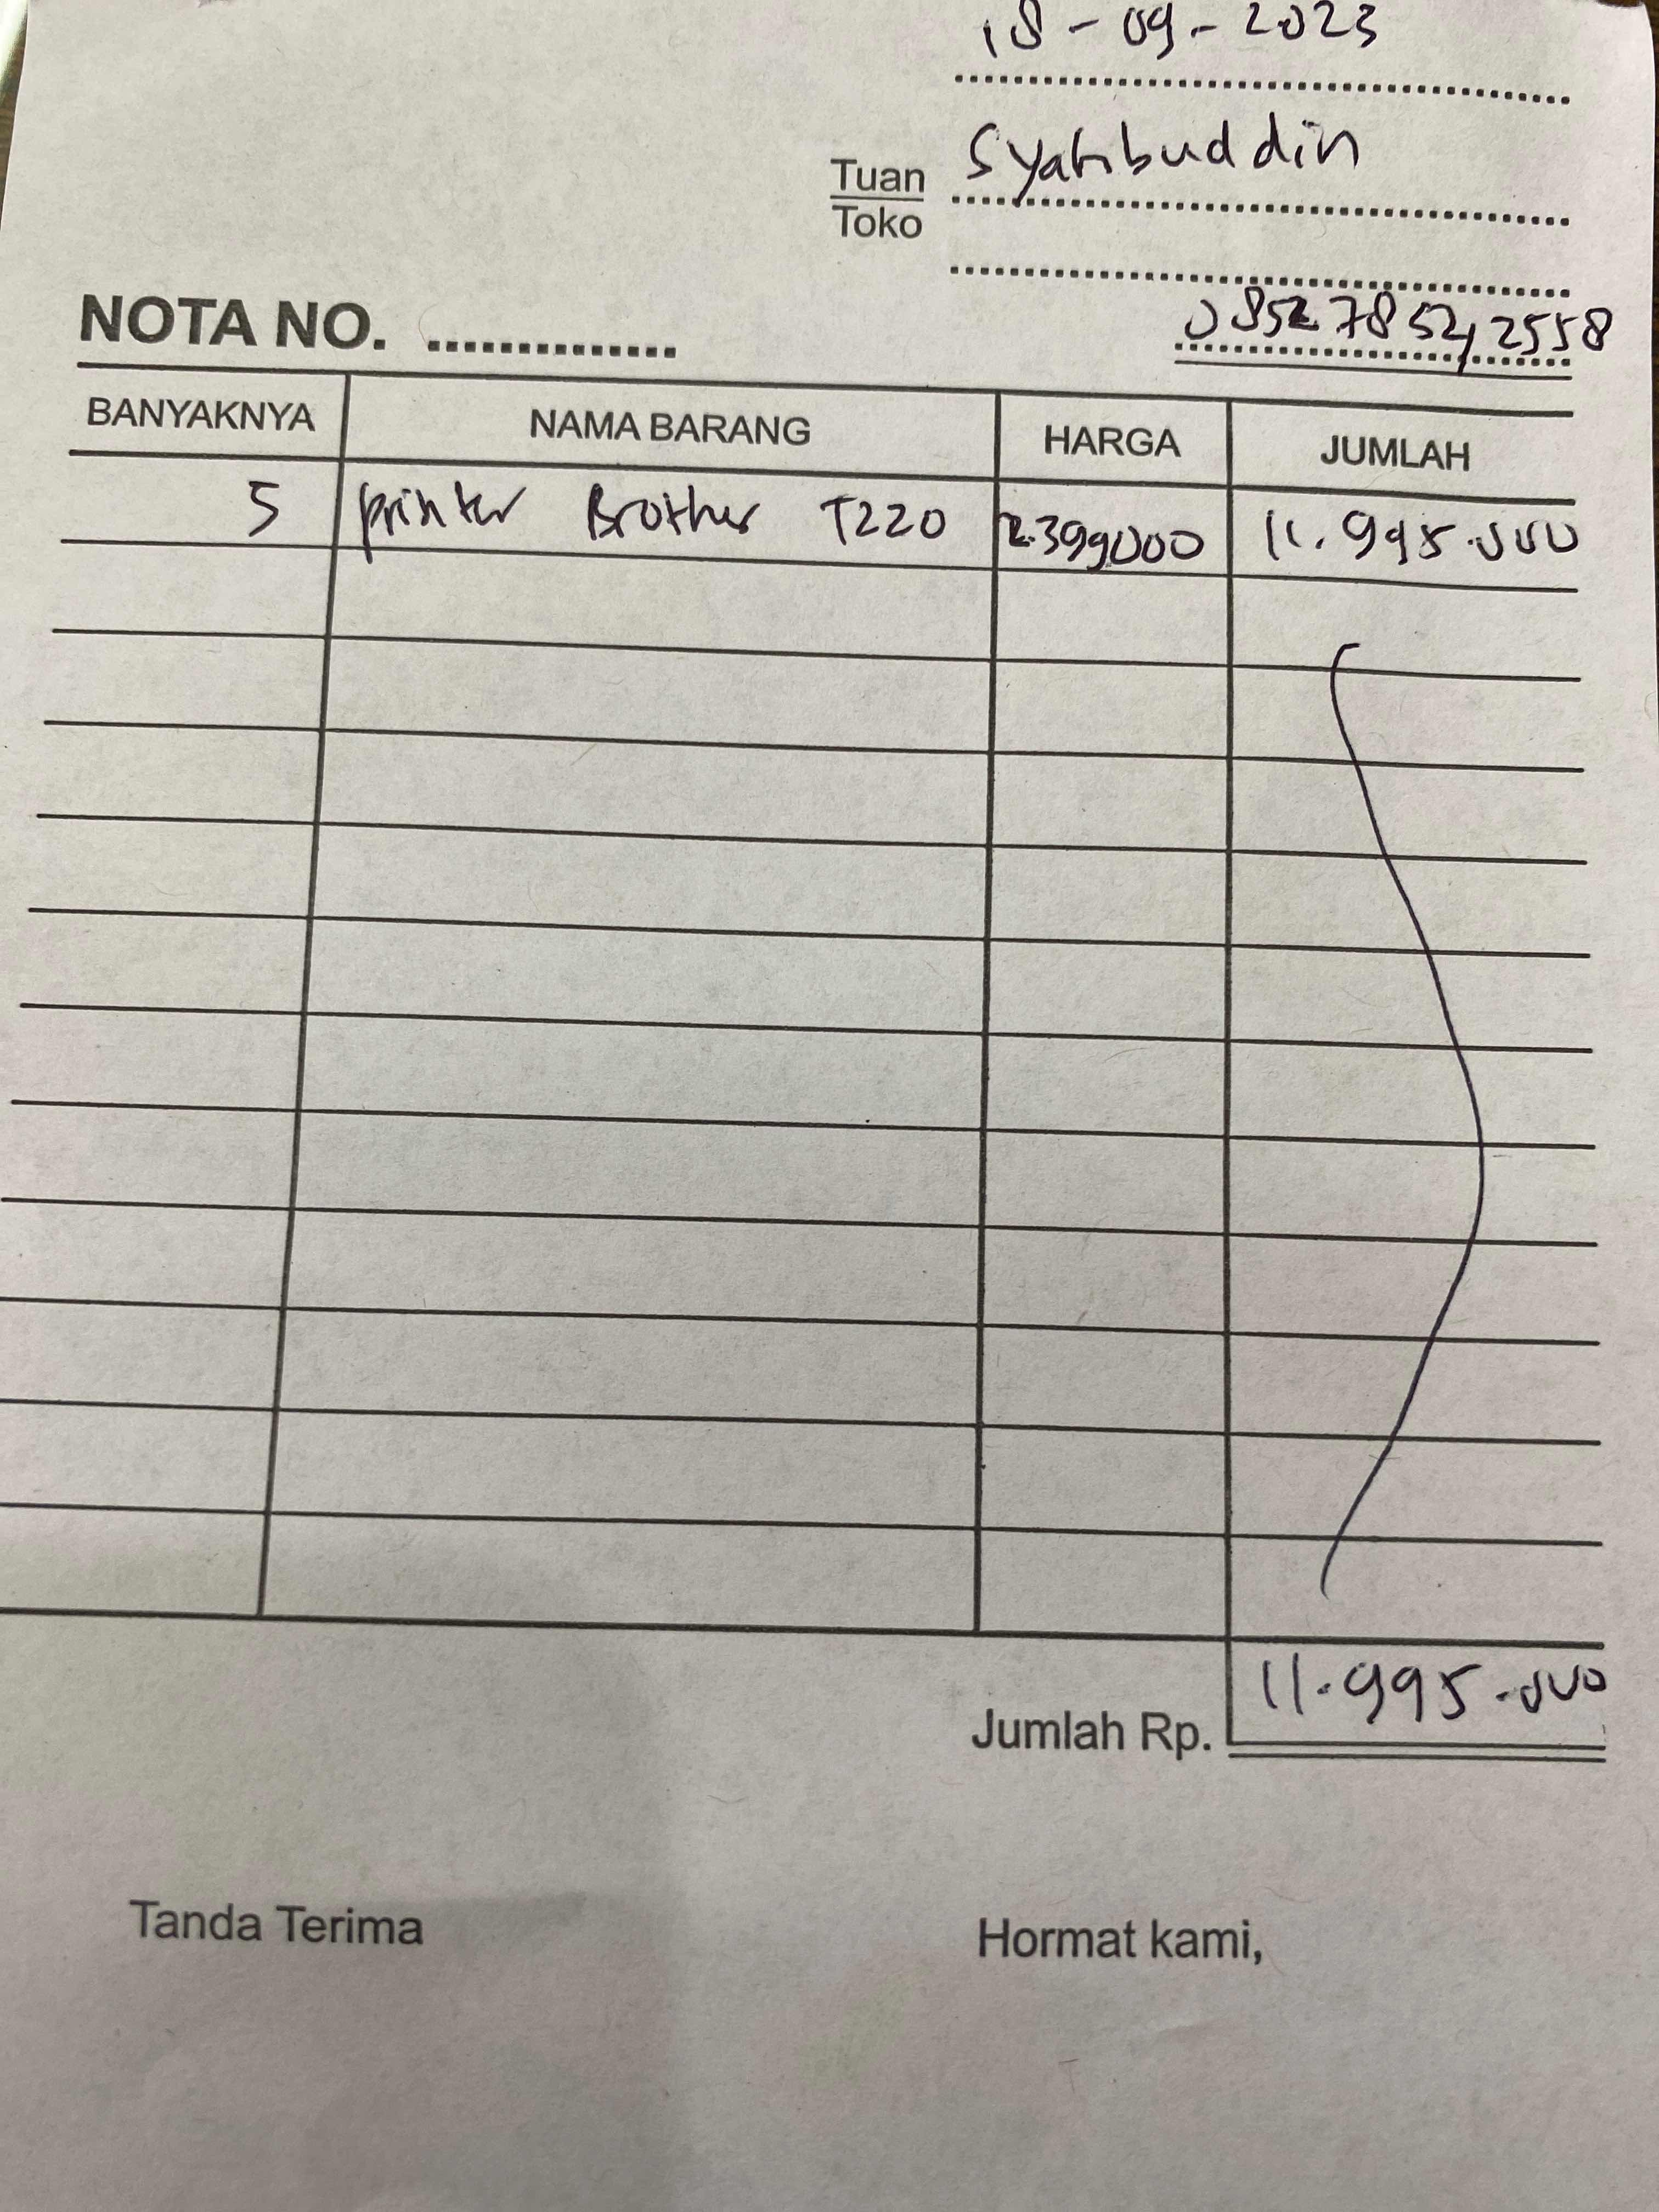 18-09-2023
Tuan
Toko
Syahibuddin
NOTA NO. ..............
0852 7852 2558
BANYAKNYA NAMA BARANG HARGA JUMLAH
5 printer Brother T220 2.399000 11.995.000
Jumlah Rp. 11.995.000
Tanda Terima Hormat kami,